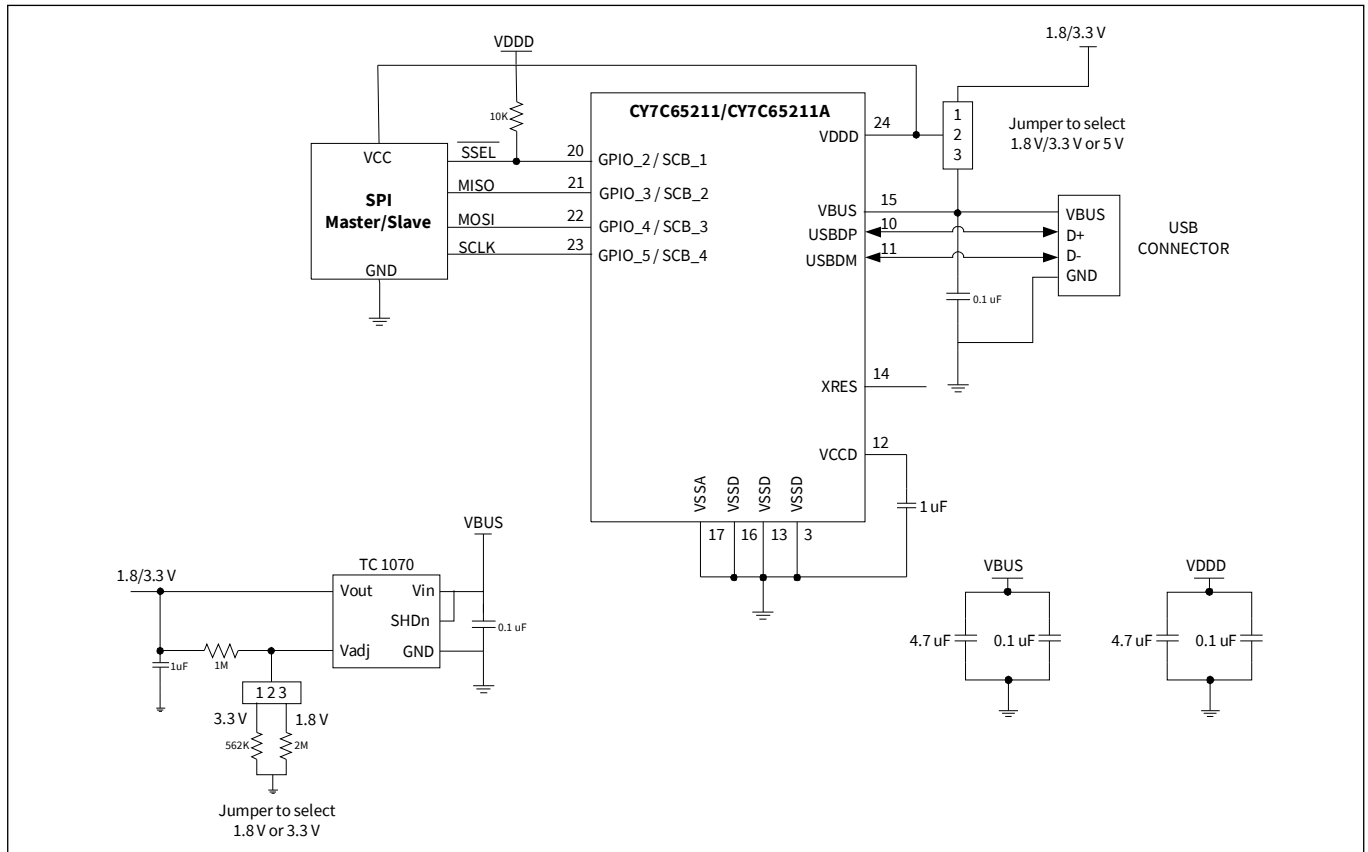 1.8/3.3 V
VDDD
10K
CY7C65211/CY7C65211A
VDDD
24
1
2
3
Jumper to select
1.8 V/3.3 V or 5 V
VCC
SPI
Master/Slave
GND
SSEL
20
GPIO_2 / SCB_1
MISO
21
GPIO_3 / SCB_2
MOSI
22
GPIO_4 / SCB_3
SCLK
23
GPIO_5 / SCB_4
VBUS
15
USBDP
10
USBDM
11
VBUS
D+
D-
GND
USB
CONNECTOR
0.1 uF
XRES
14
VCCD
12
1 uF
VSSA
VSSD
VSSD
VSSD
17
16
13
3
VBUS
TC 1070
1.8/3.3 V
Vout
Vin
SHDn
Vadj
GND
0.1 uF
1M
1uF
1 2 3
3.3 V
1.8 V
562K
2M
Jumper to select
1.8 V or 3.3 V
VBUS
4.7 uF
0.1 uF
VDDD
4.7 uF
0.1 uF